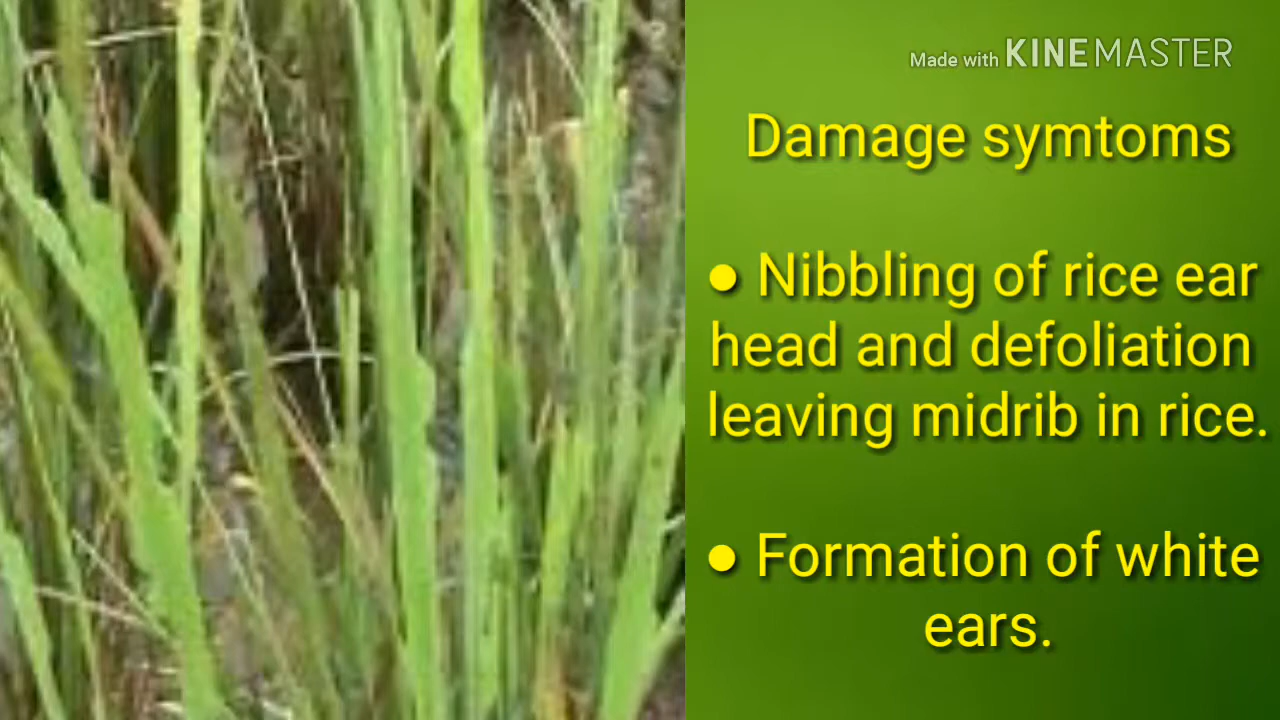 Made with KINEMASTER
Damage symtoms
● Nibbling of rice ear
head and defoliation
leaving midrib in rice.
● Formation of white
ears.